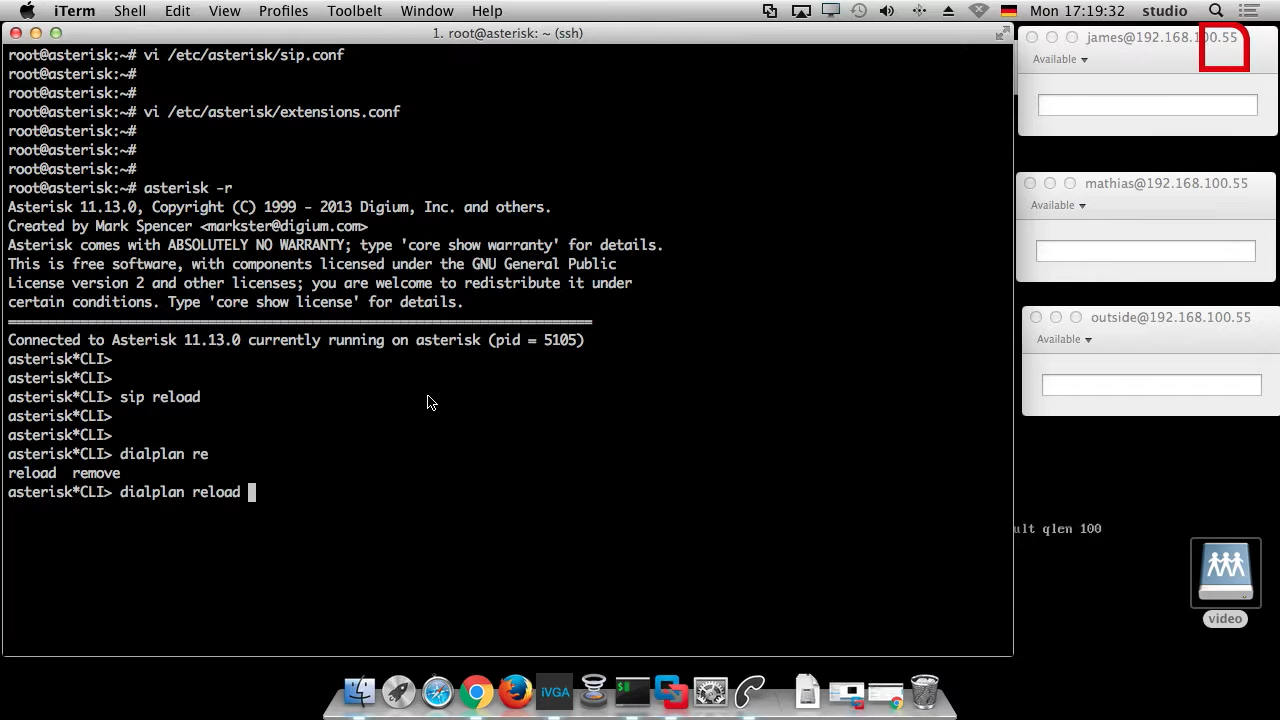 iTerm Shell Edit View Profiles Toolbelt Window Help Mon 17:19:32 studio
1. root@asterisk: ~ (ssh)
root@asterisk:~# vi /etc/asterisk/sip.conf
root@asterisk:~#
root@asterisk:~#
root@asterisk:~# vi /etc/asterisk/extensions.conf
root@asterisk:~#
root@asterisk:~#
root@asterisk:~#
root@asterisk:~# asterisk -r
Asterisk 11.13.0, Copyright (C) 1999 - 2013 Digium, Inc. and others.
Created by Mark Spencer <markster@digium.com>
Asterisk comes with ABSOLUTELY NO WARRANTY; type 'core show warranty' for details.
This is free software, with components licensed under the GNU General Public
License version 2 and other licenses; you are welcome to redistribute it under
certain conditions. Type 'core show license' for details.
=========================================================================
Connected to Asterisk 11.13.0 currently running on asterisk (pid = 5105)
asterisk*CLI>
asterisk*CLI>
asterisk*CLI> sip reload
asterisk*CLI>
asterisk*CLI>
asterisk*CLI> dialplan re
reload remove
asterisk*CLI> dialplan reload
james@192.168.100.55
Available
mathias@192.168.100.55
Available
outside@192.168.100.55
Available
ult qlen 100
video
iVGA